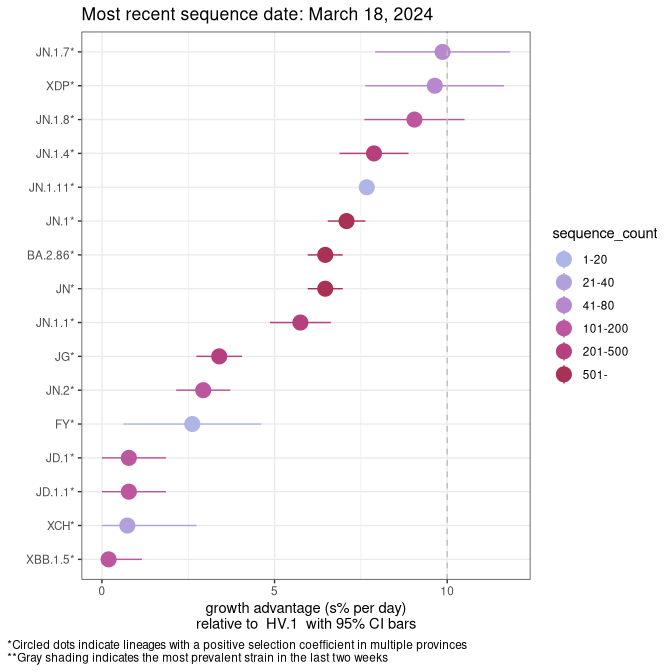 Most recent sequence date: March 18, 2024
JN.1.7*
XDP*
JN.1.8*
JN.1.4*
JN.1.11*
JN.1*
BA.2.86*
JN*
JN.1.1*
JG*
JN.2*
FY*
JD.1*
JD.1.1*
XCH*
XBB.1.5*
0 5 10
growth advantage (s% per day)
relative to HV.1 with 95% CI bars
sequence_count
1-20
21-40
41-80
101-200
201-500
501-
*Circled dots indicate lineages with a positive selection coefficient in multiple provinces
**Gray shading indicates the most prevalent strain in the last two weeks